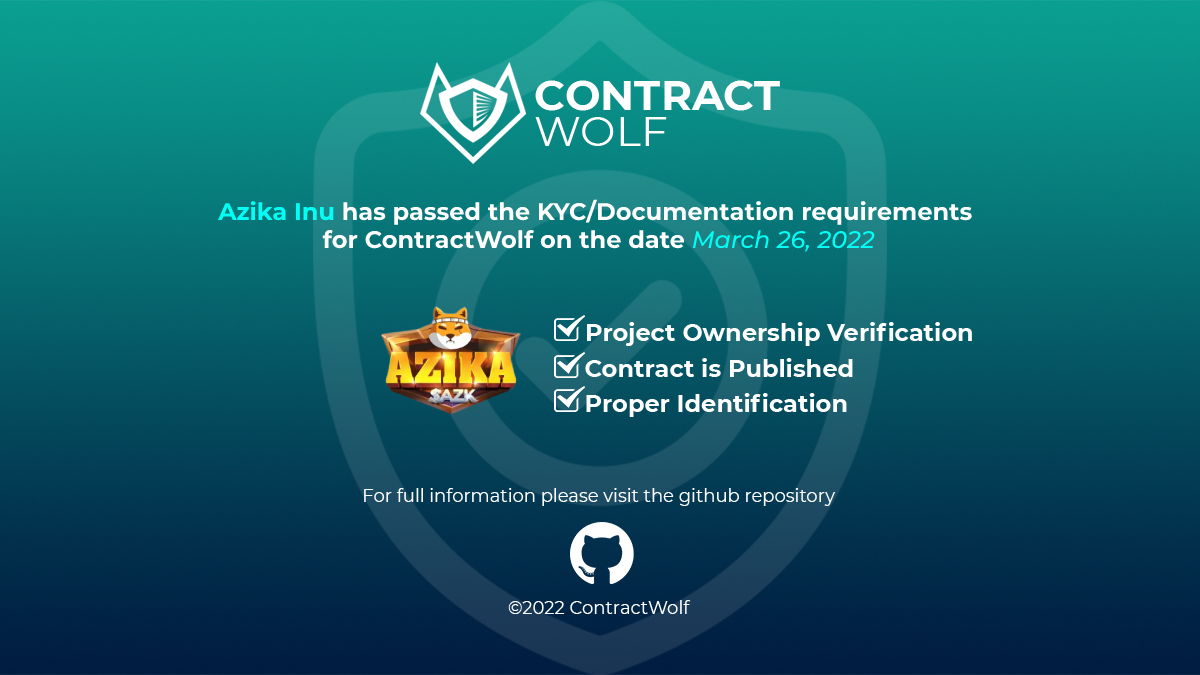 CONTRACT
WOLF
Azika Inu has passed the KYC/Documentation requirements
for ContractWolf on the date March 26, 2022
AZIKA
$AZK
Project Ownership Verification
Contract is Published
Proper Identification
For full information please visit the github repository
©2022 ContractWolf